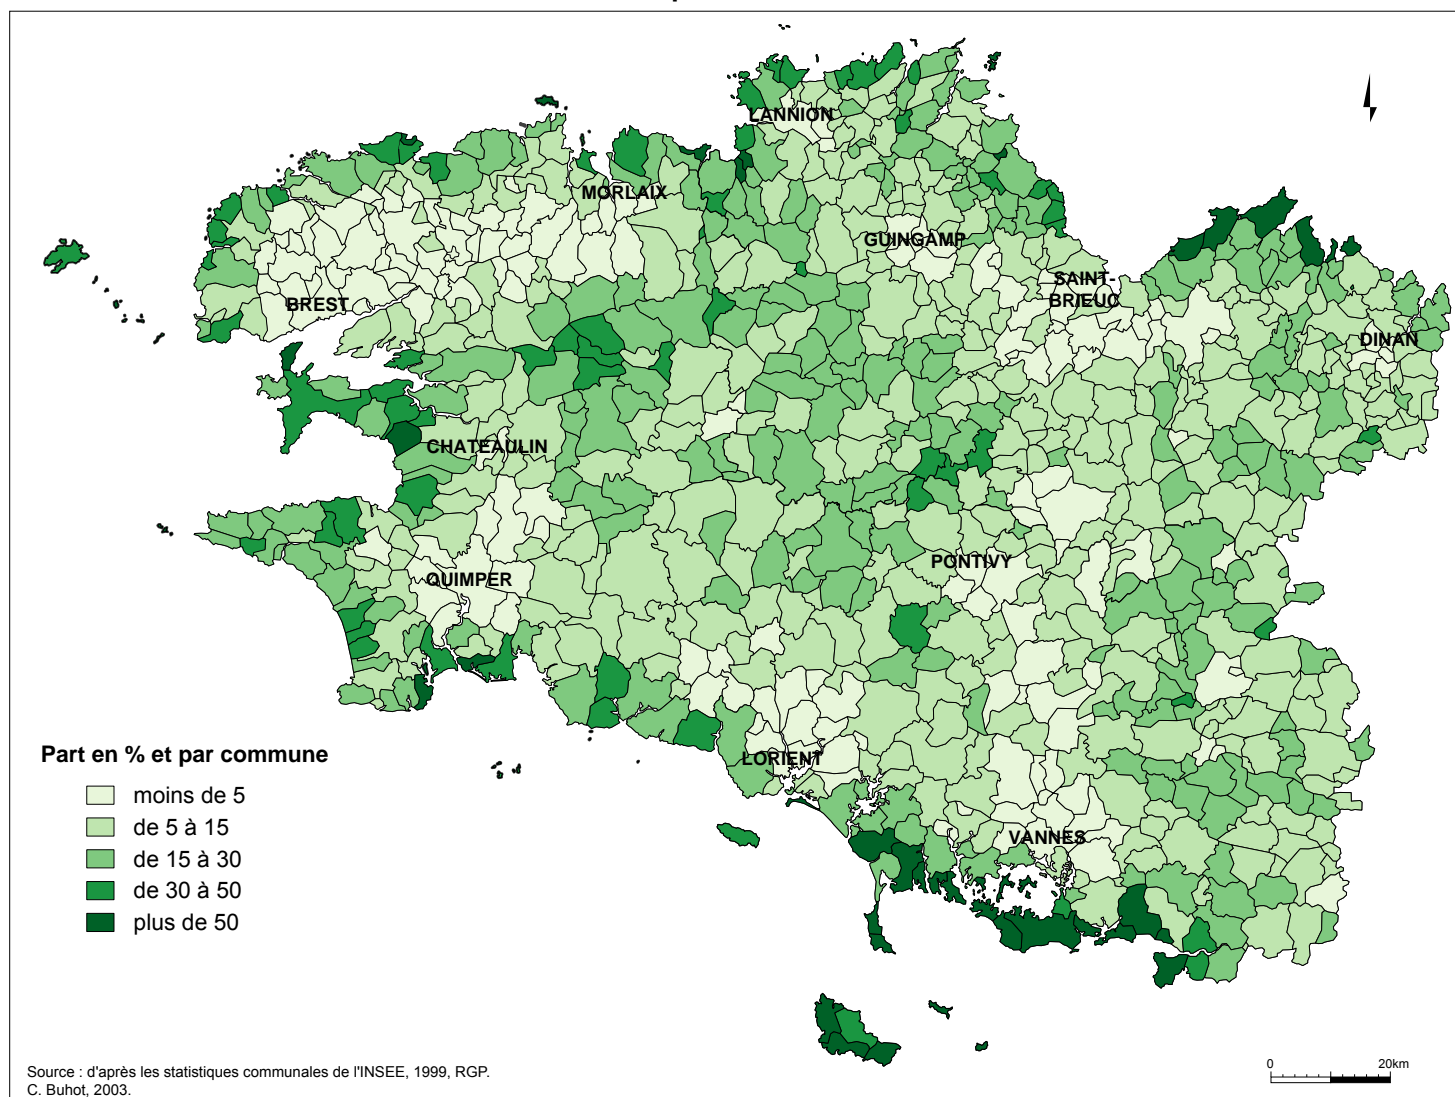 LANNION
MORLAIX
GUINGAMP
SAINT-
BRIEUC
BREST
DINAN
CHATEAULIN
PONTIVY
QUIMPER
LORIENT
VANNES
Part en % et par commune
moins de 5
de 5 à 15
de 15 à 30
de 30 à 50
plus de 50
Source : d'après les statistiques communales de l'INSEE, 1999, RGP.
C. Buhot, 2003.
0 20km